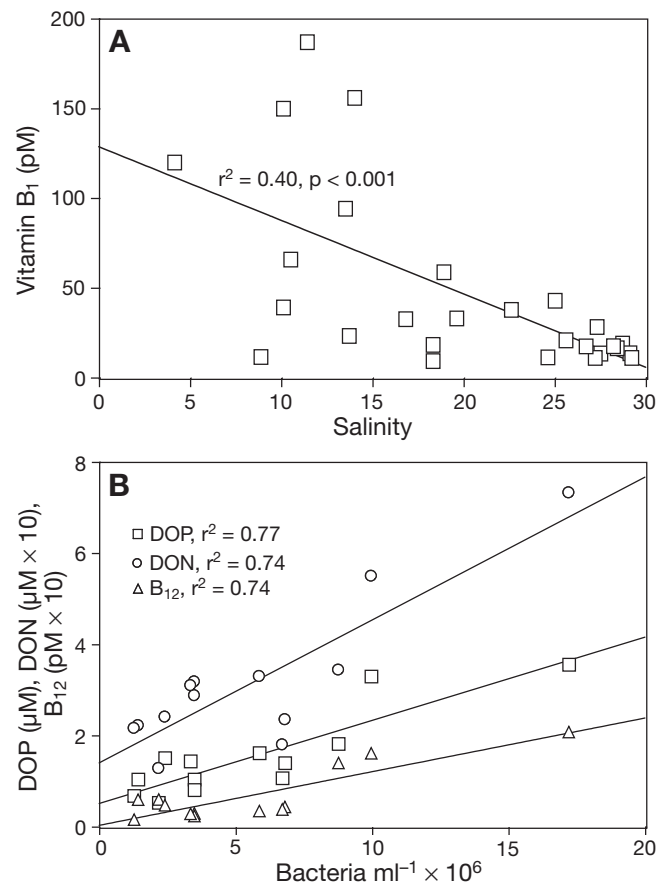 A
200
150
100
50
0
Vitamin B₁ (pM)
r² = 0.40, p < 0.001
0 5 10 15 20 25 30
Salinity
B
8
6
4
2
0
DOP (µM), DON (µM × 10),
B₁₂ (pM × 10)
DOP, r² = 0.77
DON, r² = 0.74
B₁₂, r² = 0.74
0 5 10 15 20
Bacteria ml⁻¹ × 10⁶